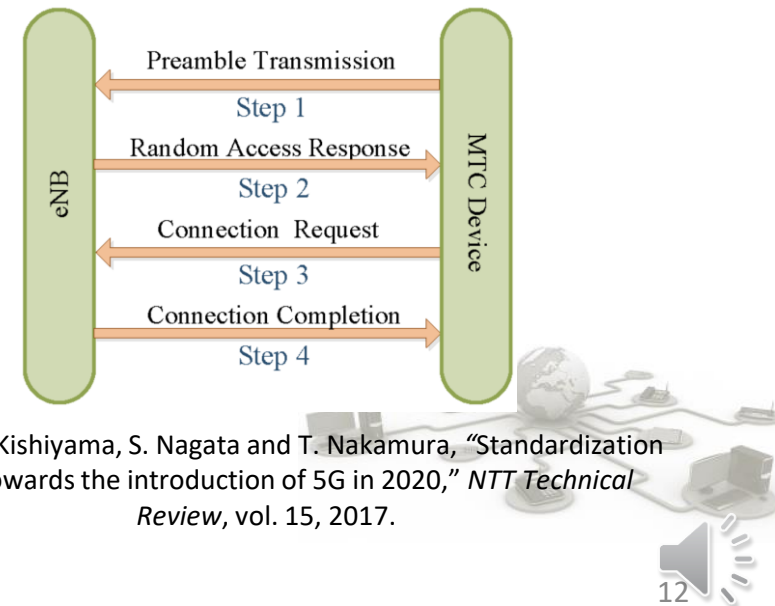 Preamble Transmission
Step 1
Random Access Response
Step 2
Connection Request
Step 3
Connection Completion
Step 4
eNB
MTC Device
Kishiyama, S. Nagata and T. Nakamura, “Standardization
owards the introduction of 5G in 2020,” NTT Technical
Review, vol. 15, 2017.
12